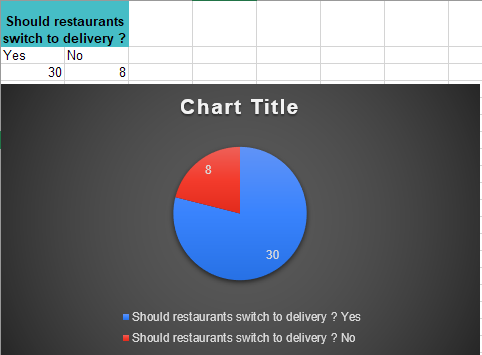 Should restaurants
switch to delivery ?
Yes No
30 8
Chart Title
8
30
Should restaurants switch to delivery ? Yes
Should restaurants switch to delivery ? No